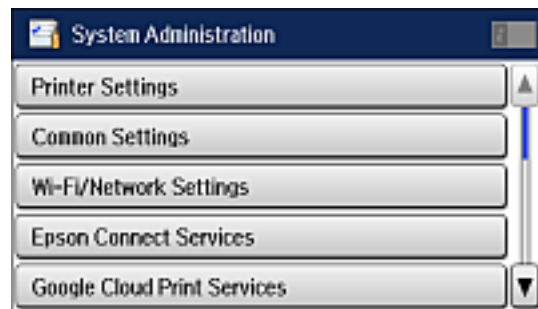 System Administration
Printer Settings
Common Settings
Wi-Fi/Network Settings
Epson Connect Services
Google Cloud Print Services